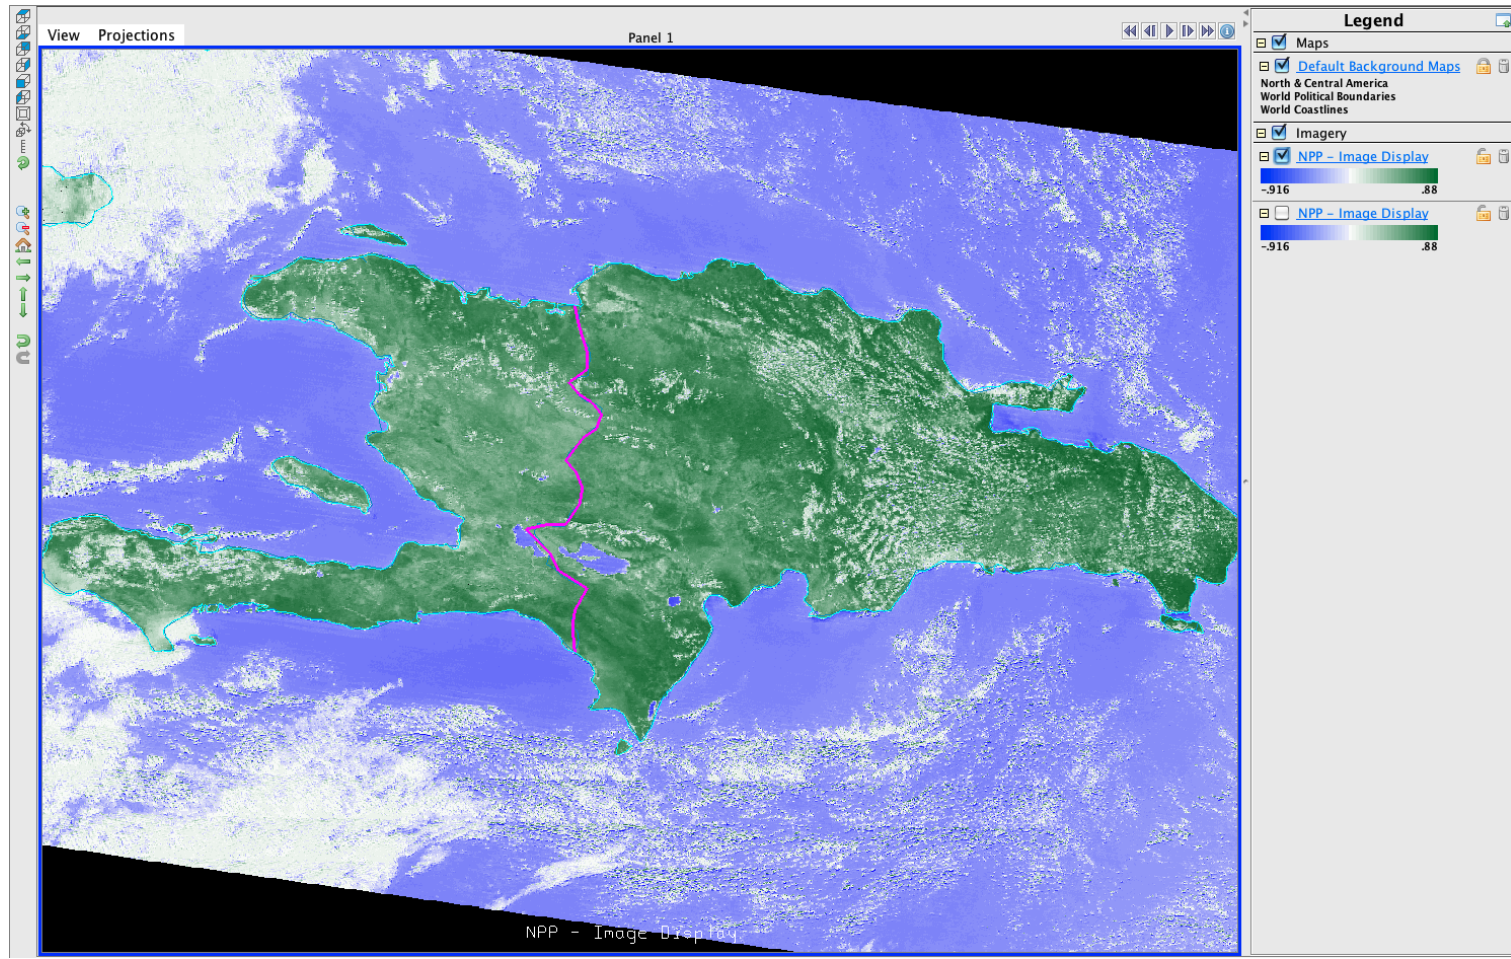 View Projections
Panel 1
Legend
Maps
Default Background Maps
North & Central America
World Political Boundaries
World Coastlines
Imagery
NPP - Image Display
-.916 .88
NPP - Image Display
-.916 .88
NPP - Image Display